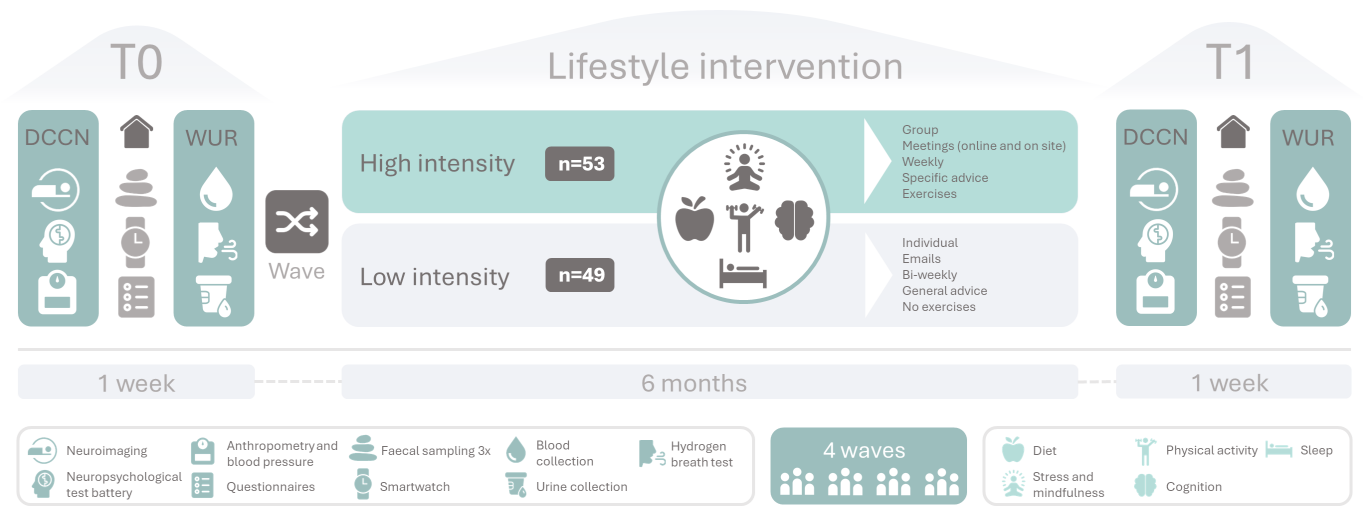 T0
Lifestyle intervention
T1
DCCN
WUR
Wave
High intensity
n=53
Group
Meetings (online and on site)
Weekly
Specific advice
Exercises
Low intensity
n=49
Individual
Emails
Bi-weekly
General advice
No exercises
DCCN
WUR
1 week
6 months
1 week
Neuroimaging
Neuropsychological
test battery
Anthropometry and
blood pressure
Questionnaires
Faecal sampling 3x
Smartwatch
Blood
collection
Urine collection
Hydrogen
breath test
4 waves
Diet
Stress and
mindfulness
Physical activity
Cognition
Sleep